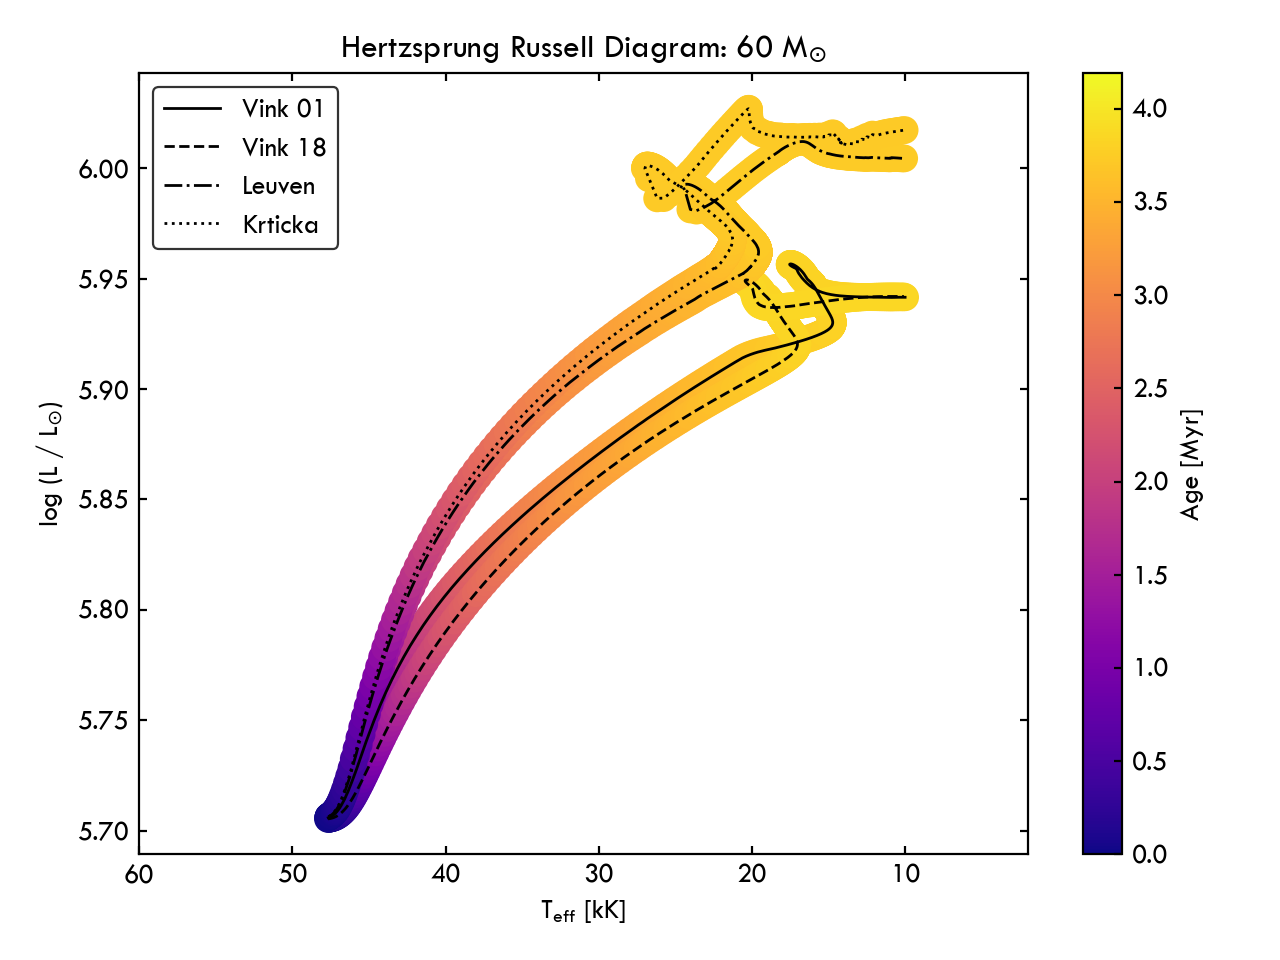 Hertzsprung Russell Diagram: 60 M⊙
Vink 01
Vink 18
Leuven
Krticka
6.00
5.95
5.90
5.85
5.80
5.75
5.70
log (L / L⊙)
60 50 40 30 20 10
T_eff [kK]
4.0
3.5
3.0
2.5
2.0
1.5
1.0
0.5
0.0
Age [Myr]